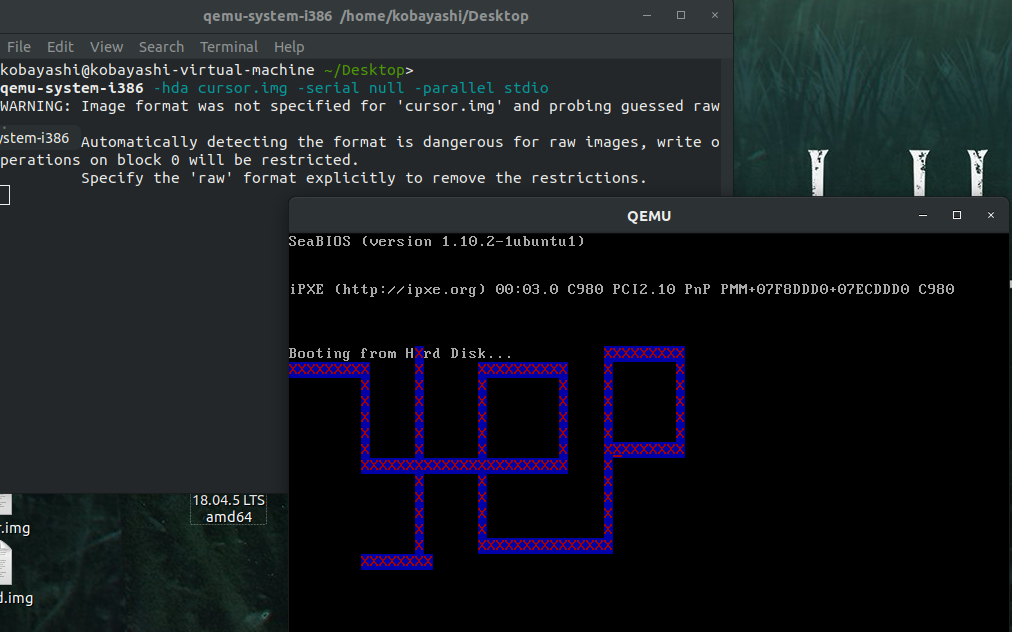 qemu-system-i386 /home/kobayashi/Desktop
File Edit View Search Terminal Help
kobayashi@kobayashi-virtual-machine ~/Desktop>
qemu-system-i386 -hda cursor.img -serial null -parallel stdio
WARNING: Image format was not specified for 'cursor.img' and probing guessed raw
ystem-i386
Automatically detecting the format is dangerous for raw images, write o
perations on block 0 will be restricted.
Specify the 'raw' format explicitly to remove the restrictions.
QEMU
SeaBIOS (version 1.10.2-1ubuntu1)
iPXE (http://ipxe.org) 00:03.0 C980 PCI2.10 PnP PMM+07F8DDD0+07ECDDD0 C980
Booting from HXrd Disk...
18.04.5 LTS
amd64
r.img
d.img